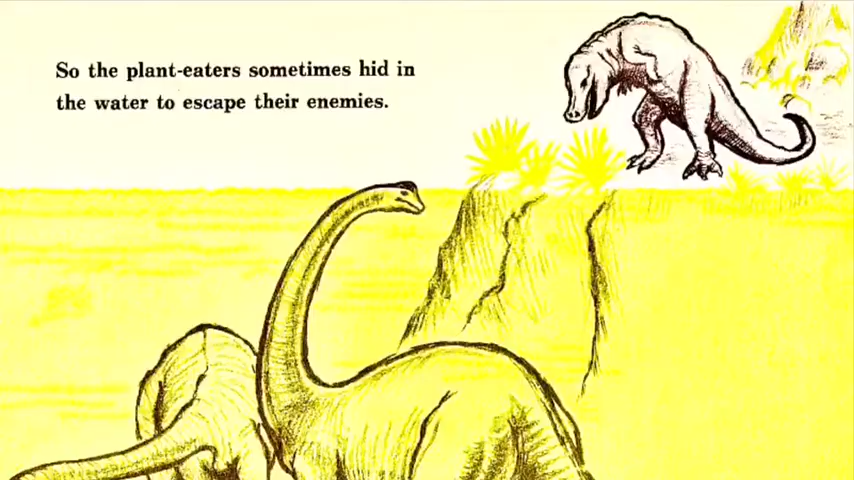 So the plant-eaters sometimes hid in
the water to escape their enemies.